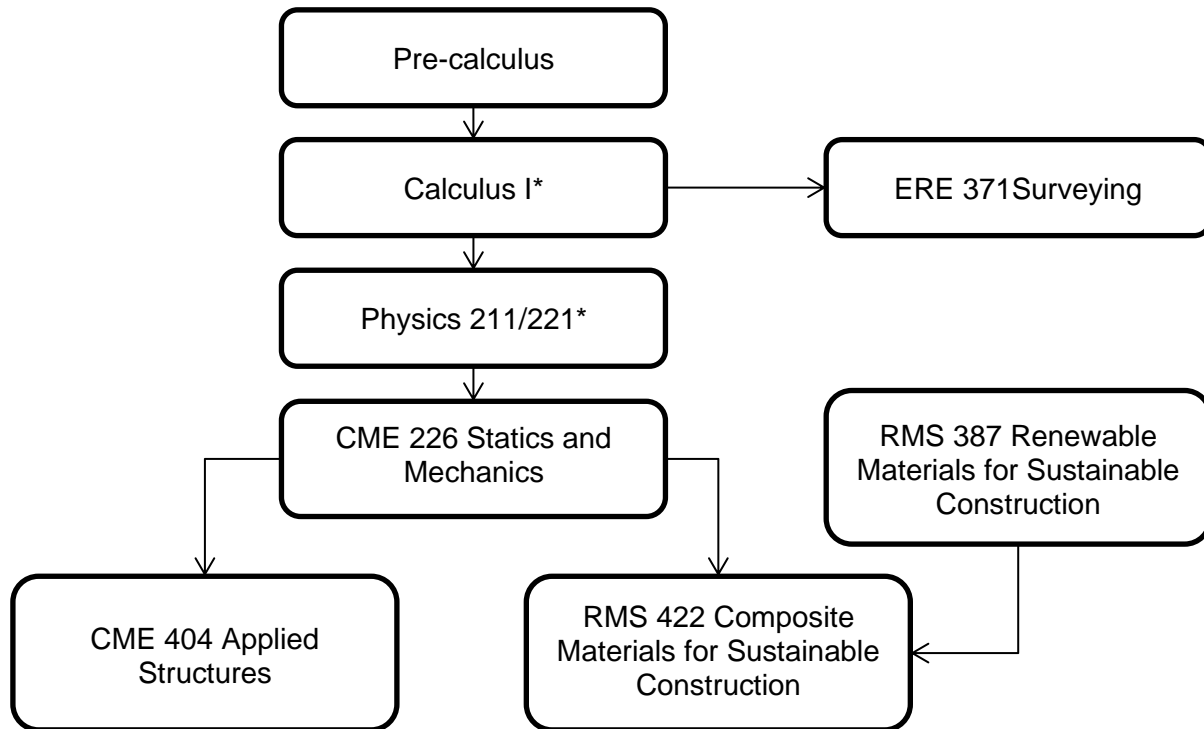 Pre-calculus
Calculus I*
ERE 371Surveying
Physics 211/221*
CME 226 Statics and
Mechanics
RMS 387 Renewable
Materials for Sustainable
Construction
CME 404 Applied
Structures
RMS 422 Composite
Materials for Sustainable
Construction